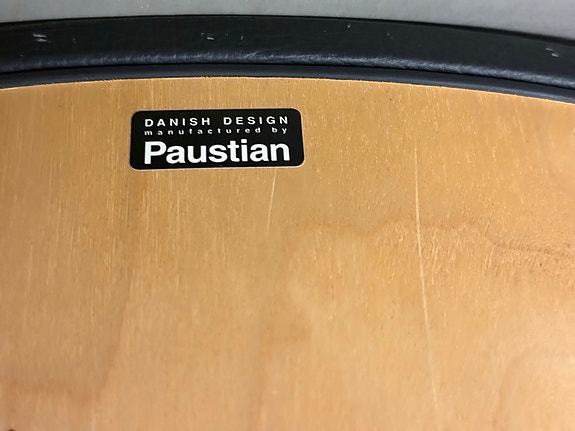 DANISH DESIGN
manufactured by
Paustian